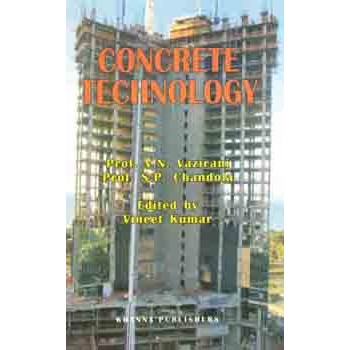 CONCRETE
TECHNOLOGY
Prof. V.N. Vazirani
Prof. S.P. Chandola
Edited by
Vineet Kumar
KHANNA PUBLISHERS